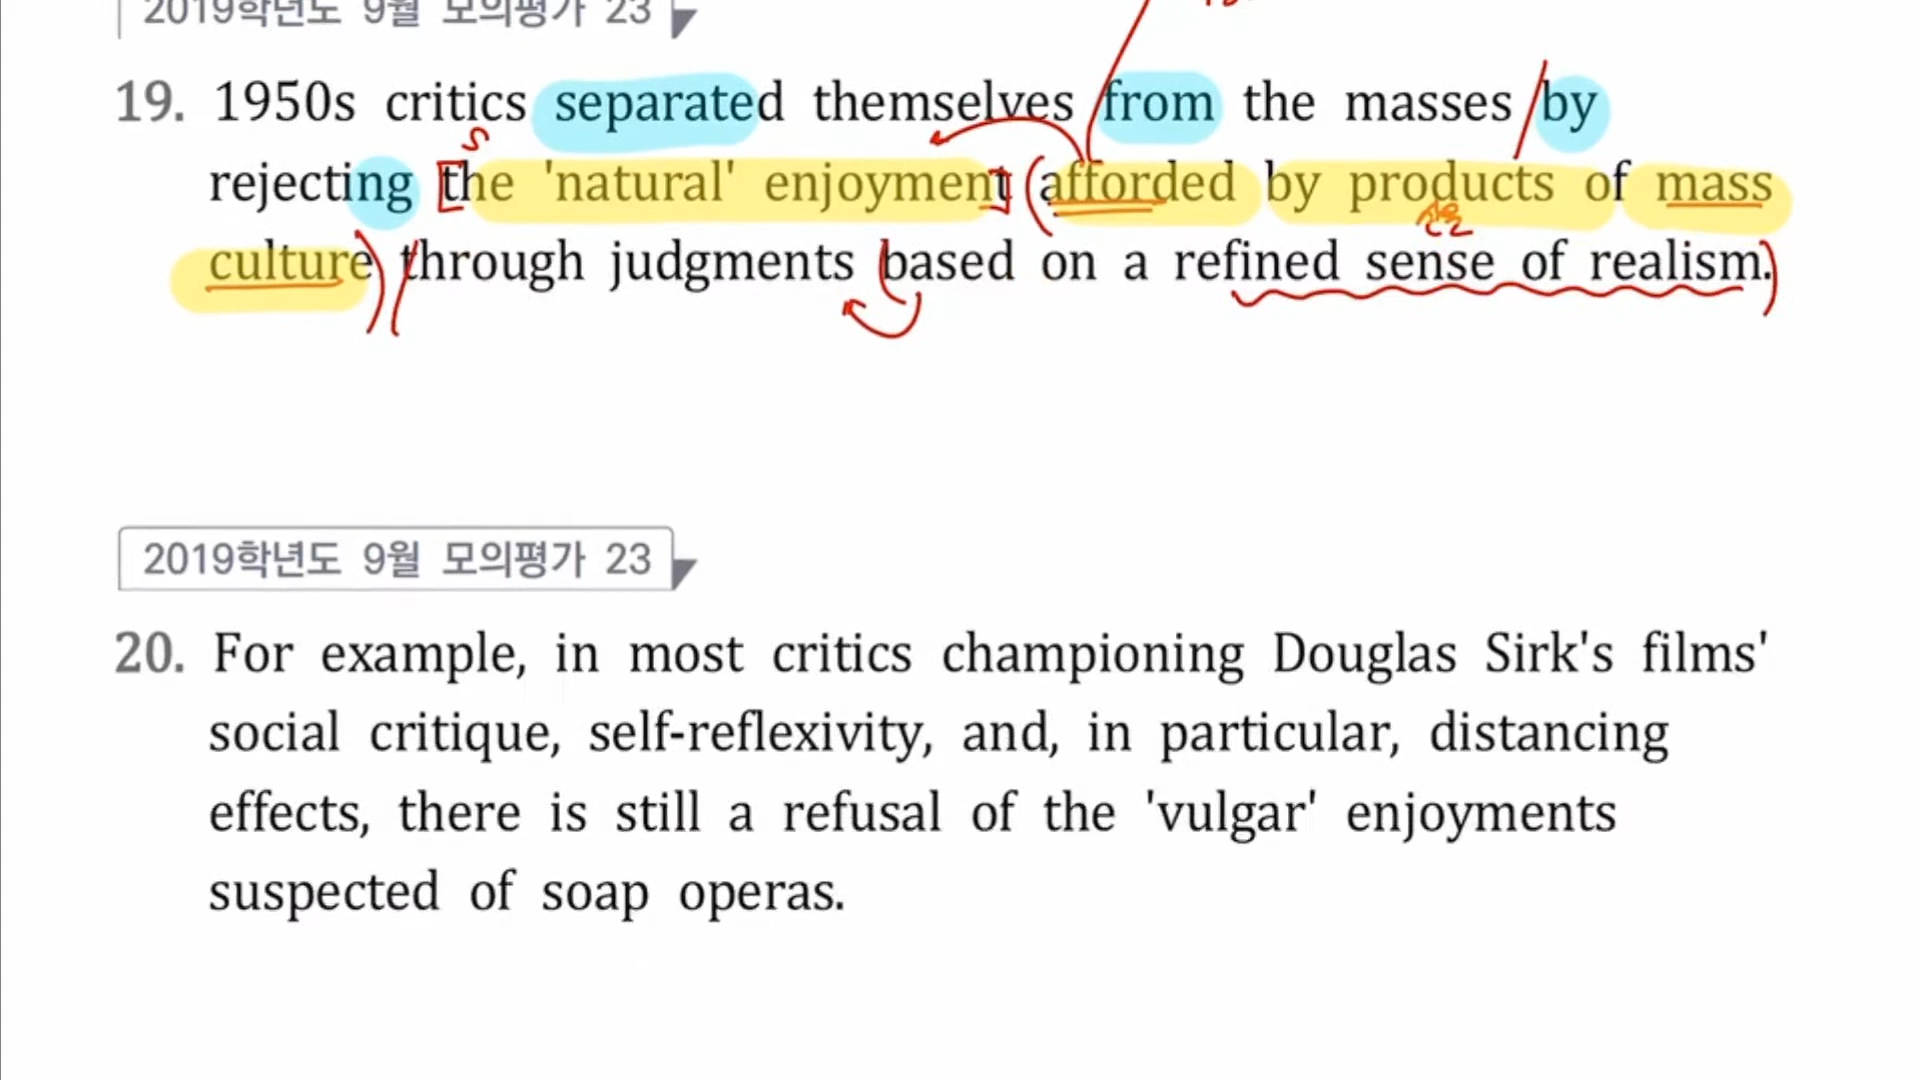 2019학년도 9월 모의평가 23
19. 1950s critics separated themselves from the masses by
s
rejecting the 'natural' enjoyment afforded by products of mass
culture through judgments based on a refined sense of realism.
2019학년도 9월 모의평가 23
20. For example, in most critics championing Douglas Sirk's films'
social critique, self-reflexivity, and, in particular, distancing
effects, there is still a refusal of the 'vulgar' enjoyments
suspected of soap operas.